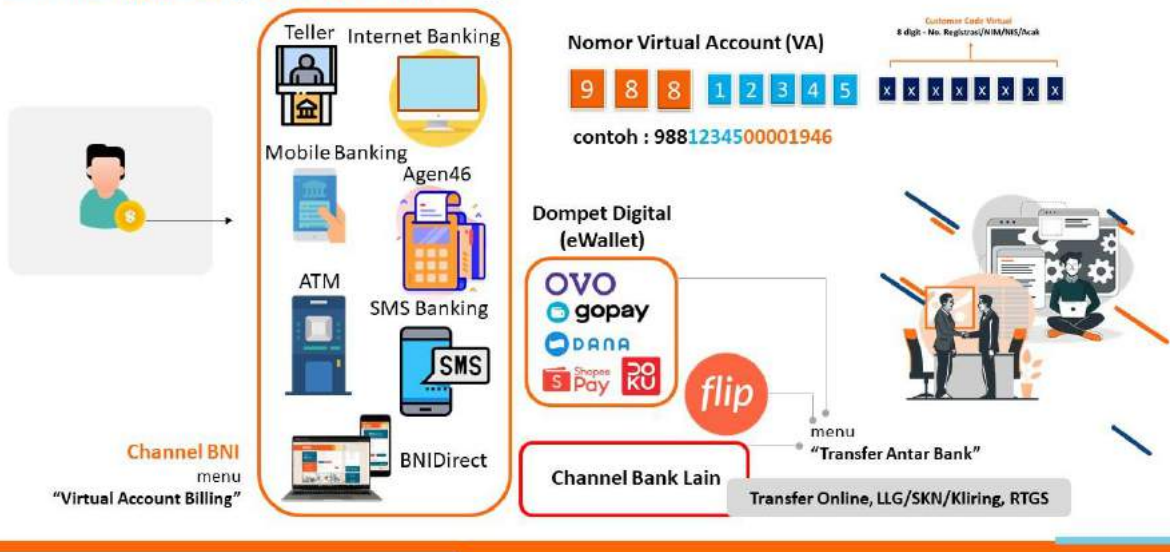 Teller
Internet Banking
Mobile Banking
Agen46
ATM
SMS Banking
SMS
BNIDirect
Channel BNI
menu
"Virtual Account Billing"
Customer Code Virtual
8 digit - No. Registrasi/NIM/NIS/Acak
Nomor Virtual Account (VA)
9 8 8 1 2 3 4 5 x x x x x x x x
contoh : 9881234500001946
Dompet Digital
(eWallet)
OVO
gopay
DANA
S Shopee Pay
DOKU
flip
menu
"Transfer Antar Bank"
Channel Bank Lain
Transfer Online, LLG/SKN/Kliring, RTGS